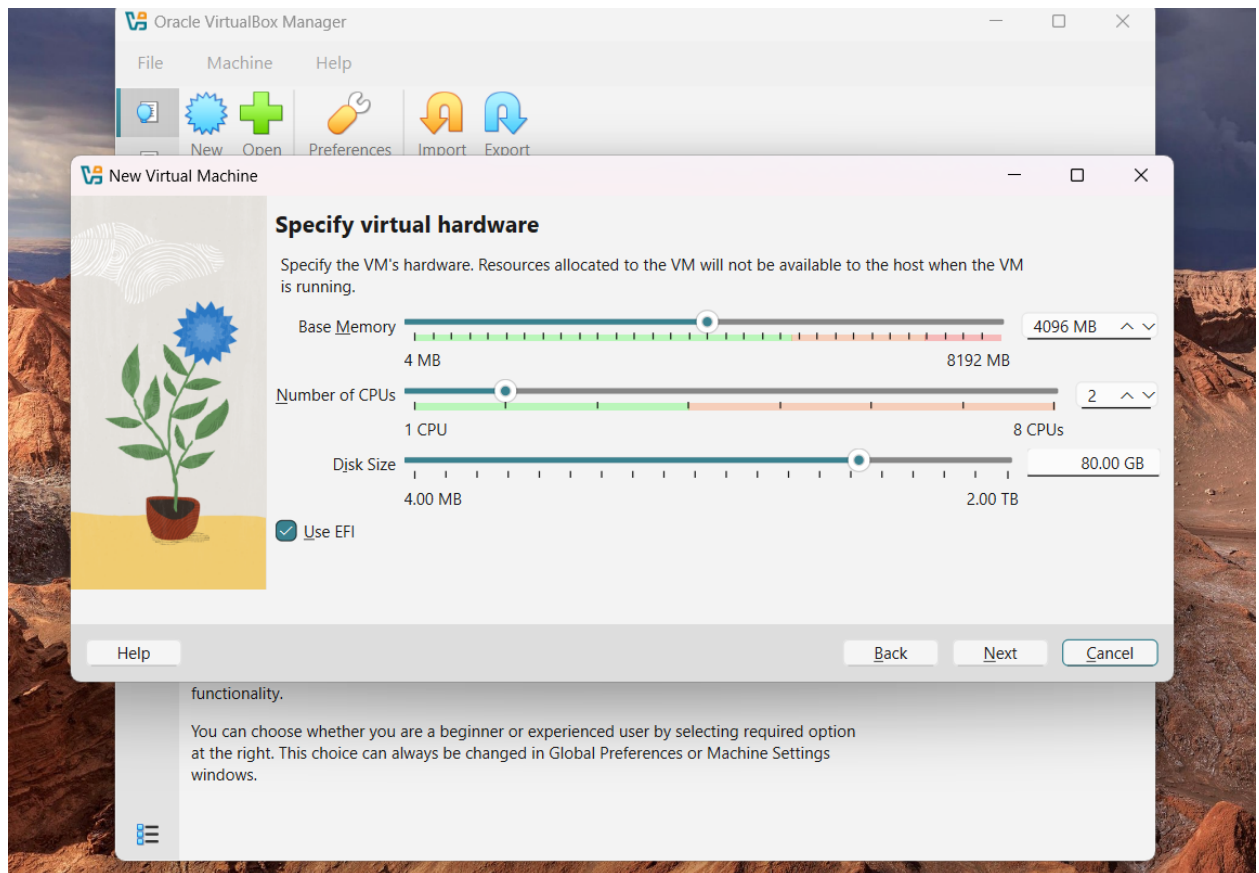 Oracle VirtualBox Manager
File Machine Help
New Open Preferences Import Export
New Virtual Machine
Specify virtual hardware
Specify the VM's hardware. Resources allocated to the VM will not be available to the host when the VM
is running.
Base Memory 4096 MB
4 MB 8192 MB
Number of CPUs 2
1 CPU 8 CPUs
Disk Size 80.00 GB
4.00 MB 2.00 TB
Use EFI
Help Back Next Cancel
functionality.
You can choose whether you are a beginner or experienced user by selecting required option
at the right. This choice can always be changed in Global Preferences or Machine Settings
windows.